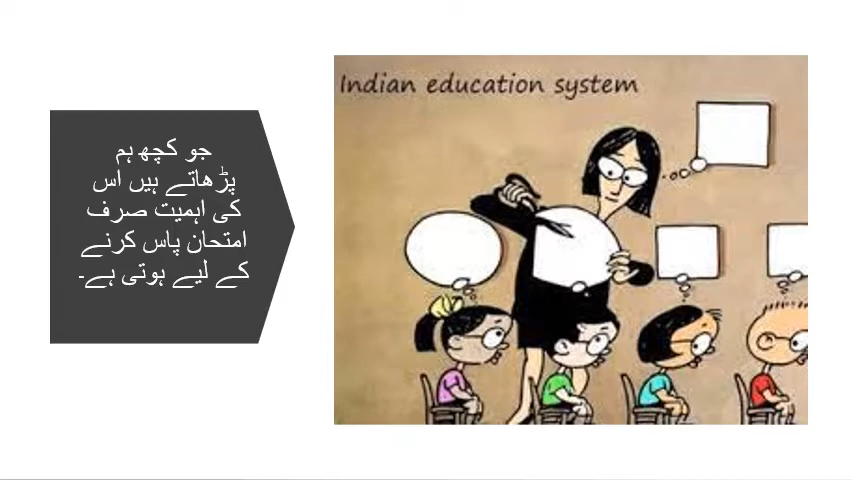 جو کچھ ہم
پڑھاتے ہیں اس
کی اہمیت صرف
امتحان پاس کرنے
کے لیے ہوتی ہے۔
Indian education system